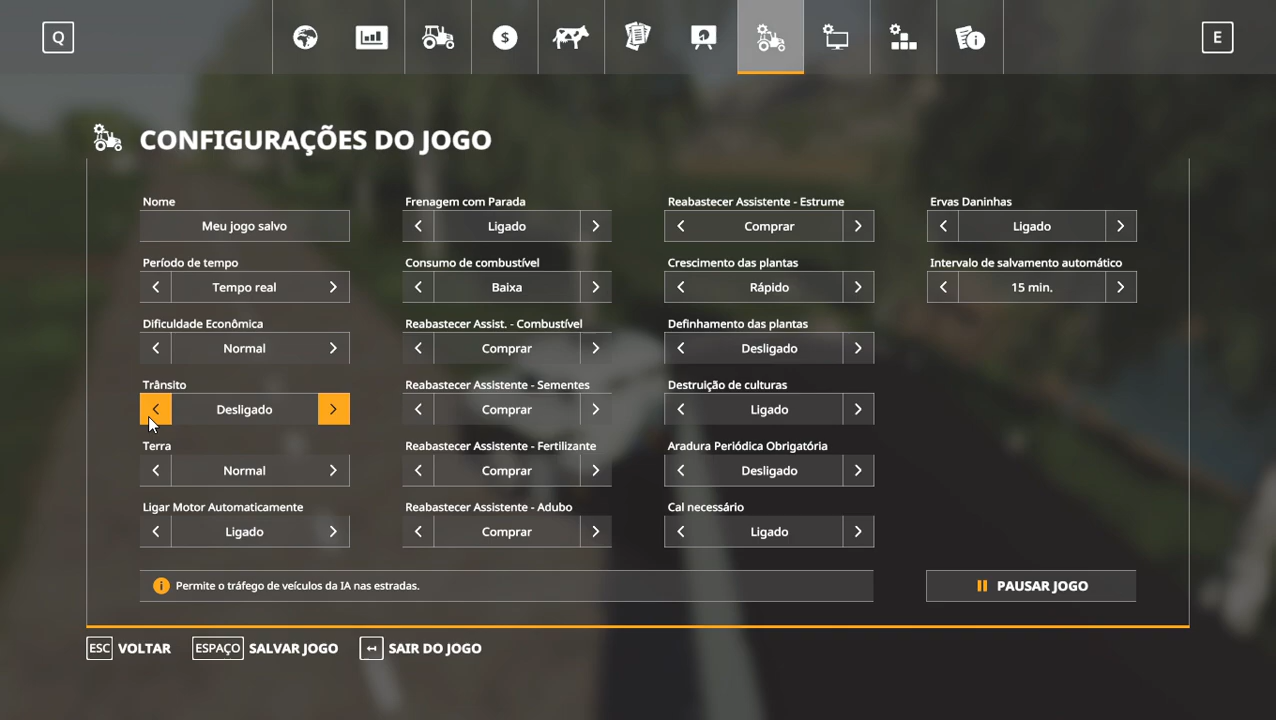 Q
$
E
CONFIGURAÇÕES DO JOGO
Nome
Meu jogo salvo
Período de tempo
Tempo real
Dificuldade Econômica
Normal
Trânsito
Desligado
Terra
Normal
Ligar Motor Automaticamente
Ligado
Frenagem com Parada
Ligado
Consumo de combustível
Baixa
Reabastecer Assist. - Combustível
Comprar
Reabastecer Assistente - Sementes
Comprar
Reabastecer Assistente - Fertilizante
Comprar
Reabastecer Assistente - Adubo
Comprar
Reabastecer Assistente - Estrume
Comprar
Crescimento das plantas
Rápido
Definhamento das plantas
Desligado
Destruição de culturas
Ligado
Aradura Periódica Obrigatória
Desligado
Cal necessário
Ligado
Ervas Daninhas
Ligado
Intervalo de salvamento automático
15 min.
Permite o tráfego de veículos da IA nas estradas.
PAUSAR JOGO
ESC VOLTAR ESPAÇO SALVAR JOGO SAIR DO JOGO